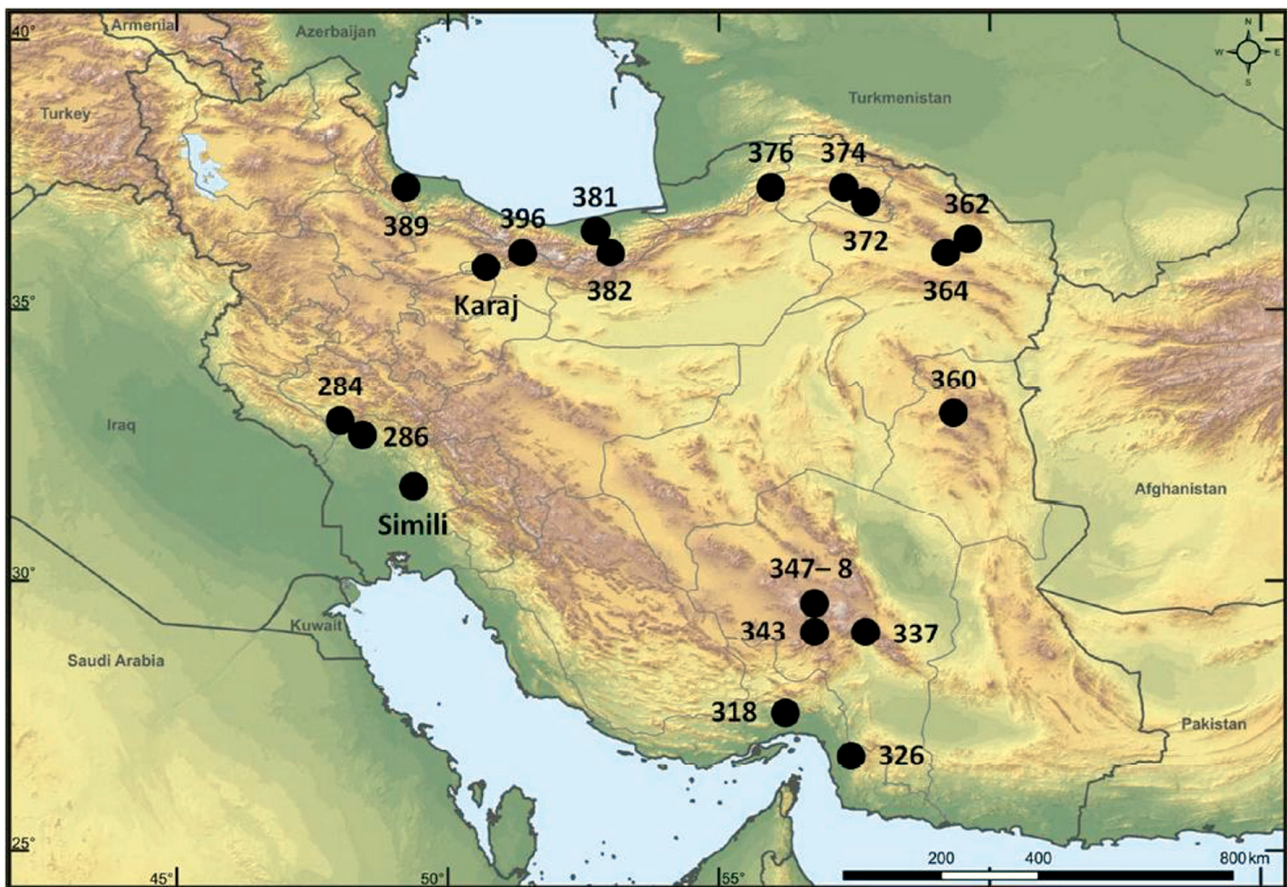 Armenia
40°
Azerbaijan
N
W E
S
Turkey
Turkmenistan
376 374
381
362
389
396
372
382
364
Karaj
35°
284
360
286
Iraq
Afghanistan
Simili
30°
347–8
Kuwait
343 337
Saudi Arabia
318
Pakistan
326
25°
200 400 800 km
45° 50° 55°